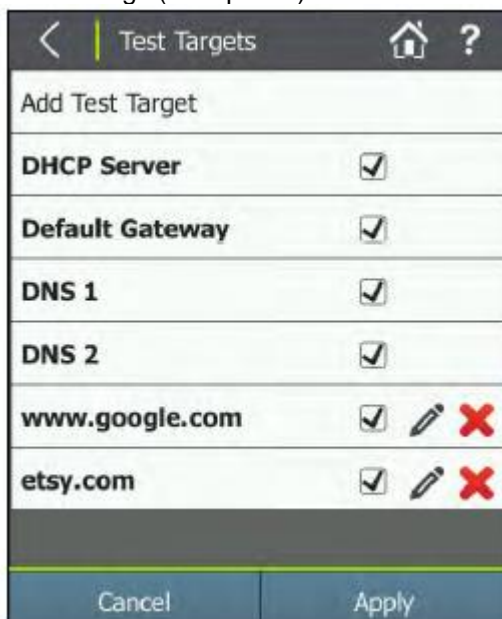 Test Targets ?
Add Test Target
DHCP Server
Default Gateway
DNS 1
DNS 2
www.google.com
etsy.com
Cancel Apply